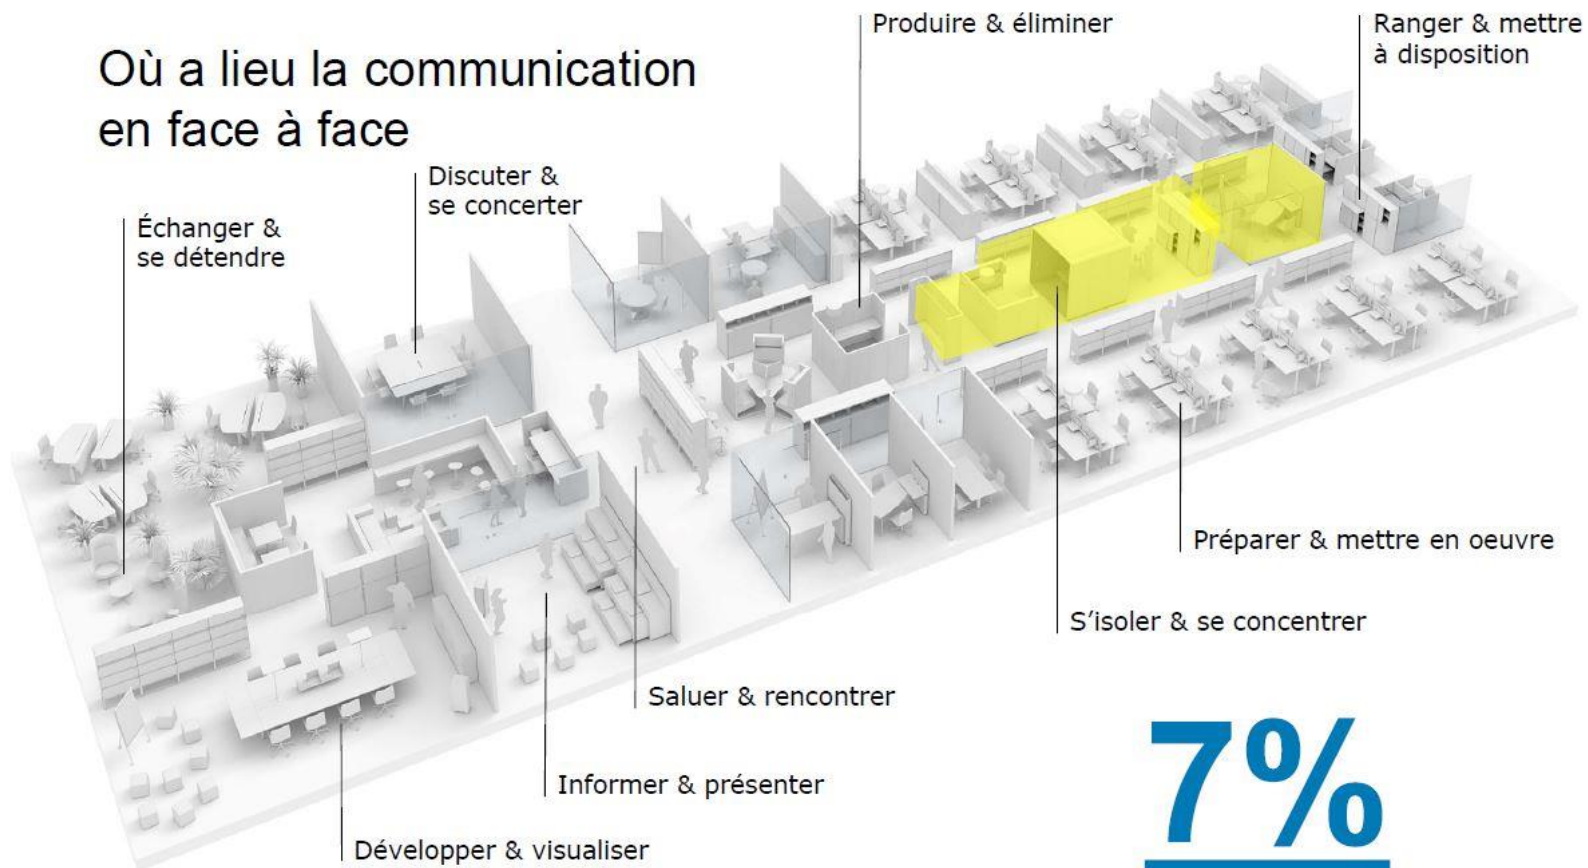 Où a lieu la communication
en face à face
Produire & éliminer
Ranger & mettre
à disposition
Discuter &
se concerter
Échanger &
se détendre
Préparer & mettre en oeuvre
S’isoler & se concentrer
Saluer & rencontrer
Informer & présenter
Développer & visualiser
7%